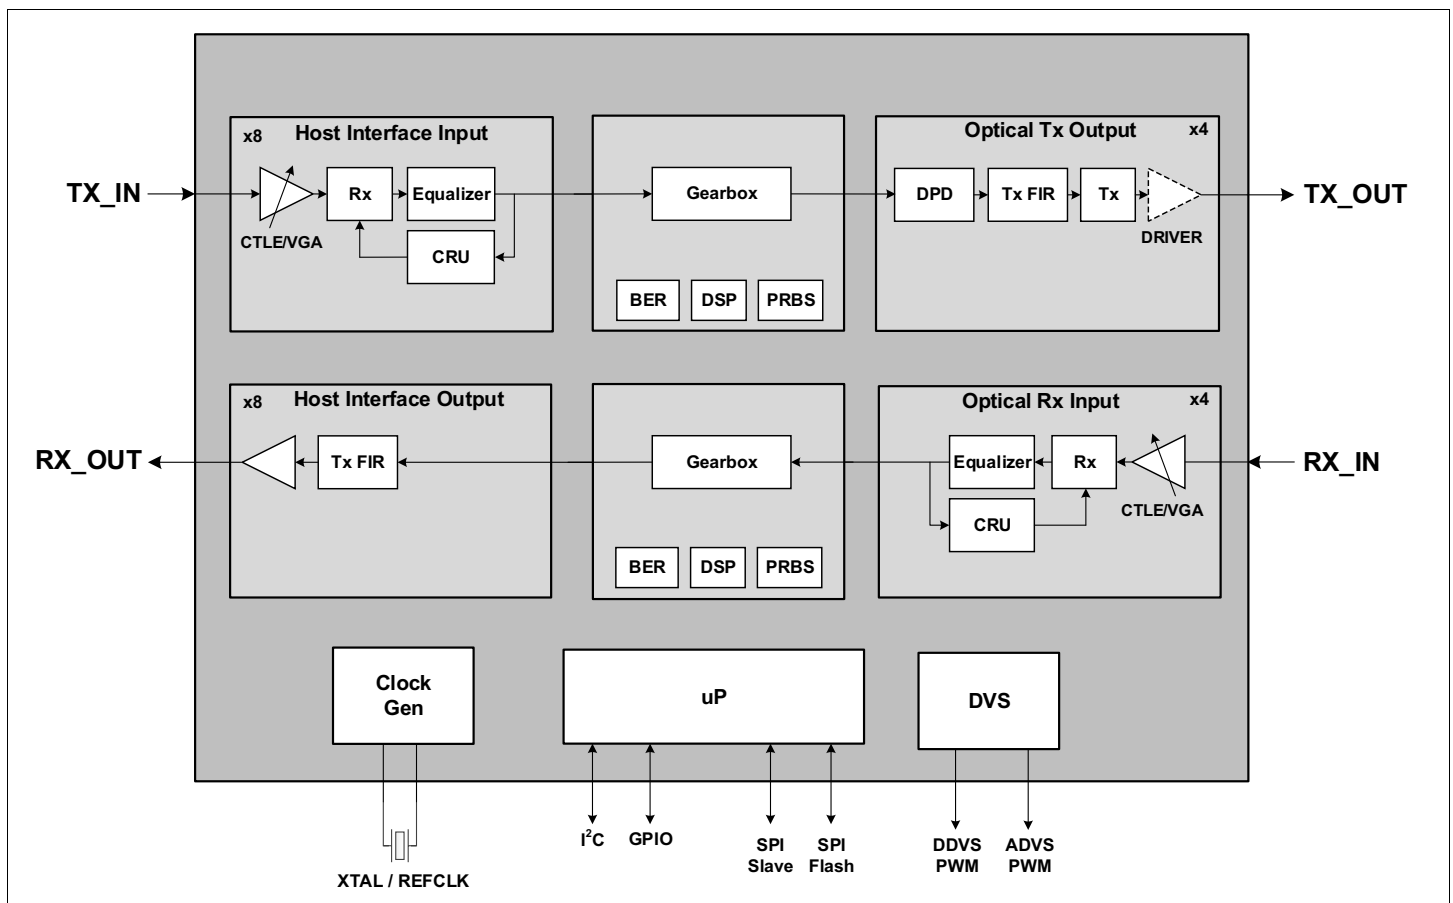 x8 Host Interface Input
Optical Tx Output x4
TX_IN
Rx
Equalizer
Gearbox
DPD
Tx FIR
Tx
TX_OUT
CTLE/VGA
CRU
DRIVER
BER
DSP
PRBS
x8 Host Interface Output
Optical Rx Input x4
RX_OUT
Tx FIR
Gearbox
Equalizer
Rx
RX_IN
CRU
CTLE/VGA
BER
DSP
PRBS
Clock
Gen
uP
DVS
I²C
GPIO
SPI
Slave
SPI
Flash
DDVS
PWM
ADVS
PWM
XTAL / REFCLK